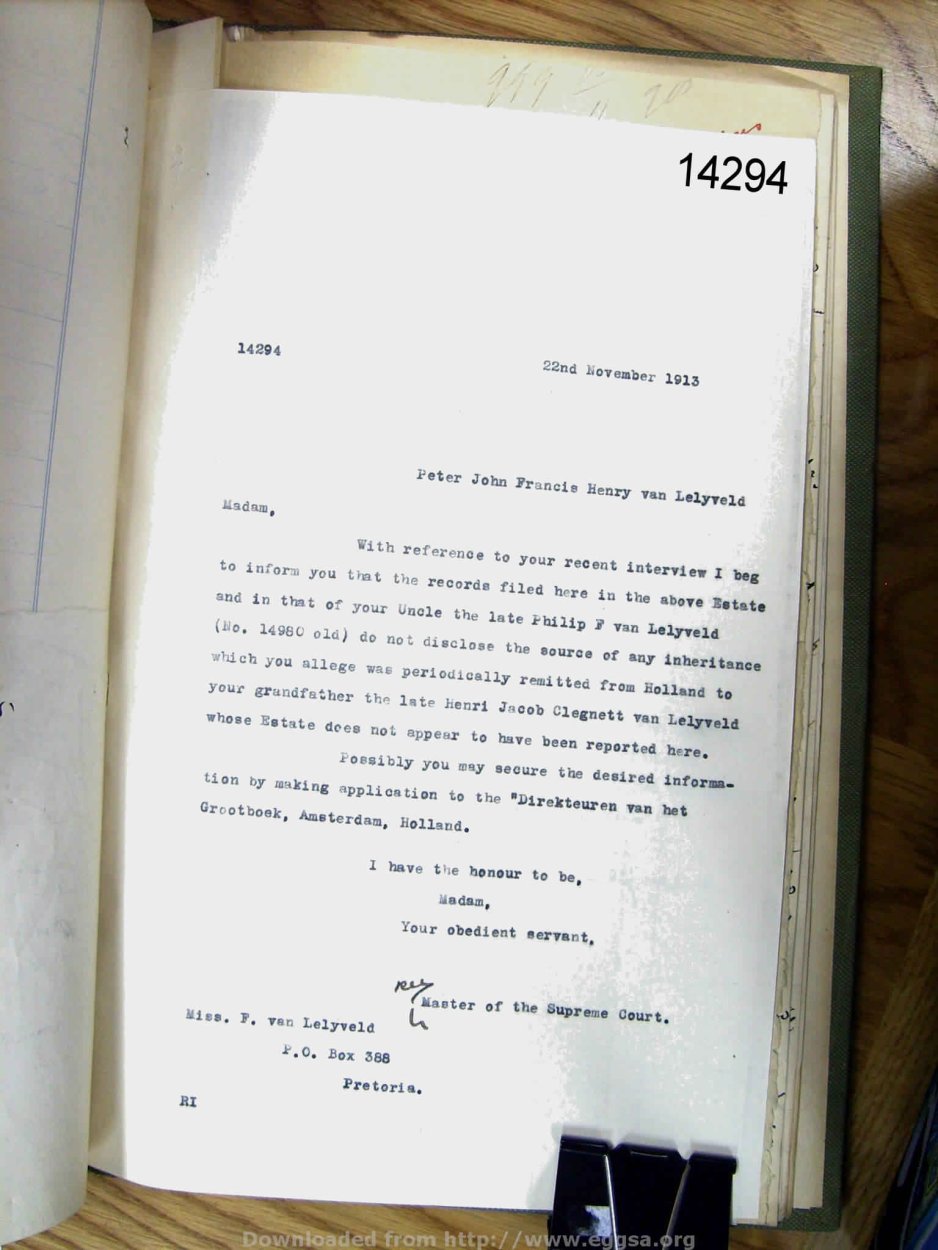 14294
14294
22nd November 1913
Peter John Francis Henry van Lelyveld
Madam,
With reference to your recent interview I beg
to inform you that the records filed here in the above Estate
and in that of your Uncle the late Philip F van Lelyveld
(No. 14980 old) do not disclose the source of any inheritance
which you allege was periodically remitted from Holland to
your grandfather the late Henri Jacob Clegnett van Lelyveld
whose Estate does not appear to have been reported here.
Possibly you may secure the desired informa-
tion by making application to the "Direkteuren van het
Grootboek, Amsterdam, Holland.
I have the honour to be,
Madam,
Your obedient servant,
Master of the Supreme Court.
Miss. F. van Lelyveld
P.O. Box 388
Pretoria.
RI
Downloaded from http://www.eggsa.org